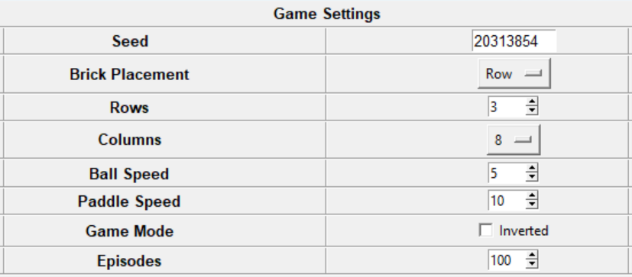 Game Settings
Seed 20313854
Brick Placement Row
Rows 3
Columns 8
Ball Speed 5
Paddle Speed 10
Game Mode Inverted
Episodes 100